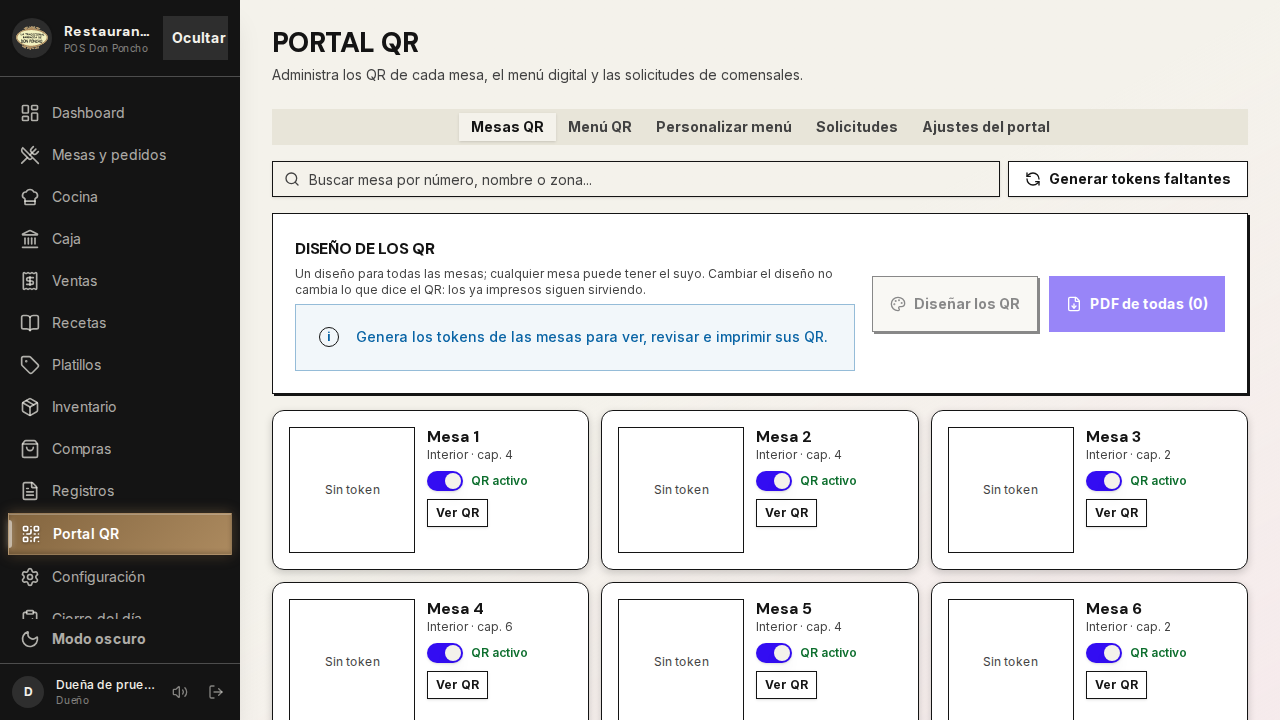 Restauran...
POS Don Poncho
Ocultar
Dashboard
Mesas y pedidos
Cocina
Caja
Ventas
Recetas
Platillos
Inventario
Compras
Registros
Portal QR
Configuración
Cierre del día
Modo oscuro
D
Dueña de prue...
Dueño
PORTAL QR
Administra los QR de cada mesa, el menú digital y las solicitudes de comensales.
Mesas QR
Menú QR
Personalizar menú
Solicitudes
Ajustes del portal
Buscar mesa por número, nombre o zona...
Generar tokens faltantes
DISEÑO DE LOS QR
Un diseño para todas las mesas; cualquier mesa puede tener el suyo. Cambiar el diseño no
cambia lo que dice el QR: los ya impresos siguen sirviendo.
i
Genera los tokens de las mesas para ver, revisar e imprimir sus QR.
Diseñar los QR
PDF de todas (0)
Sin token
Mesa 1
Interior · cap. 4
QR activo
Ver QR
Sin token
Mesa 2
Interior · cap. 4
QR activo
Ver QR
Sin token
Mesa 3
Interior · cap. 2
QR activo
Ver QR
Sin token
Mesa 4
Interior · cap. 6
QR activo
Ver QR
Sin token
Mesa 5
Interior · cap. 4
QR activo
Ver QR
Sin token
Mesa 6
Interior · cap. 2
QR activo
Ver QR